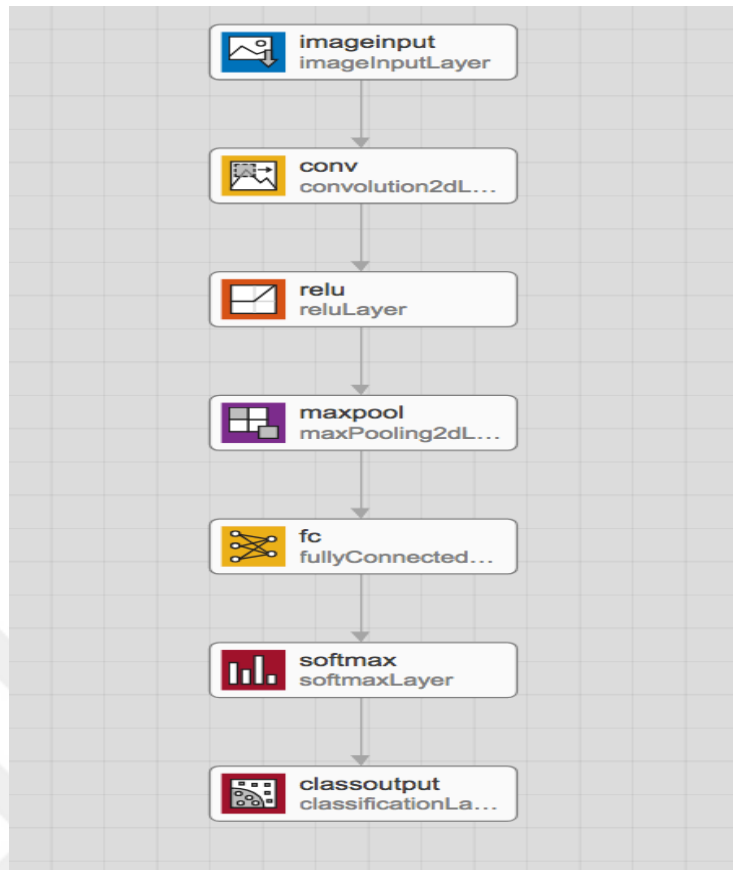 imageinput
imageInputLayer
conv
convolution2dL...
relu
reluLayer
maxpool
maxPooling2dL...
fc
fullyConnected...
softmax
softmaxLayer
classoutput
classificationLa...